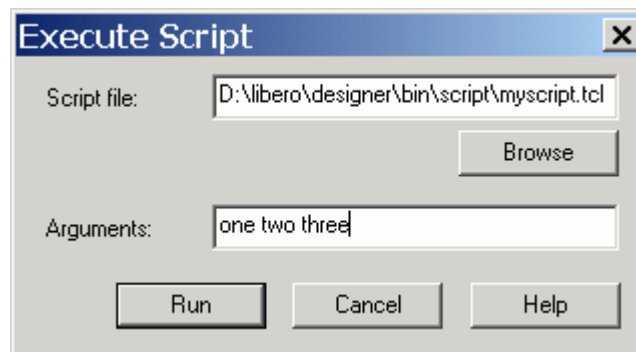 Execute Script
Script file: D:\libero\designer\bin\script\myscript.tcl
Browse
Arguments: one two three
Run Cancel Help